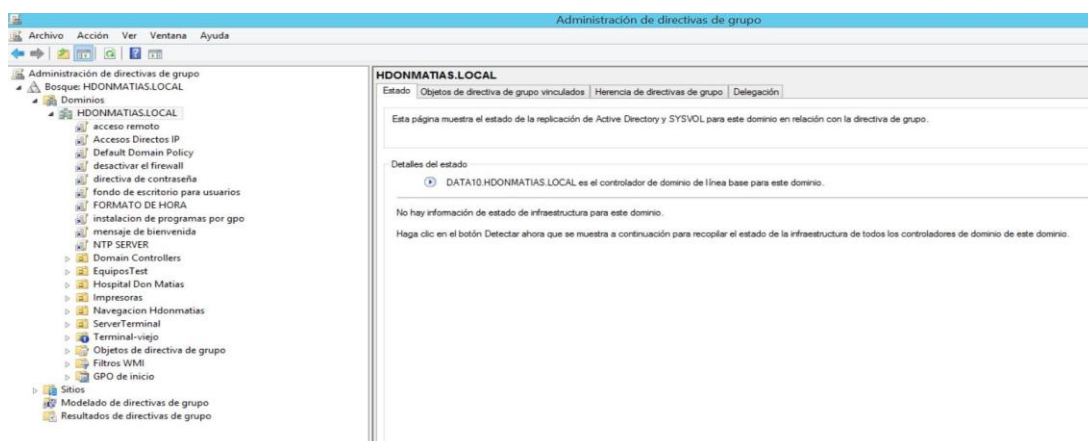 Administración de directivas de grupo
Archivo Acción Ver Ventana Ayuda
Administración de directivas de grupo
Bosque: HDONMATIAS.LOCAL
Dominios
HDONMATIAS.LOCAL
acceso remoto
Accesos Directos IP
Default Domain Policy
desactivar el firewall
directiva de contraseña
fondo de escritorio para usuarios
FORMATO DE HORA
instalacion de programas por gpo
mensaje de bienvenida
NTP SERVER
Domain Controllers
EquiposTest
Hospital Don Matias
Impresoras
Navegacion Hdonmatias
ServerTerminal
Terminal-viejo
Objetos de directiva de grupo
Filtros WMI
GPO de inicio
Sitios
Modelado de directivas de grupo
Resultados de directivas de grupo
HDONMATIAS.LOCAL
Estado Objetos de directiva de grupo vinculados Herencia de directivas de grupo Delegación
Esta página muestra el estado de la replicación de Active Directory y SYSVOL para este dominio en relación con la directiva de grupo.
Detalles del estado
DATA10.HDONMATIAS.LOCAL es el controlador de dominio de línea base para este dominio.
No hay información de estado de infraestructura para este dominio.
Haga clic en el botón Detectar ahora que se muestra a continuación para recopilar el estado de la infraestructura de todos los controladores de dominio de este dominio.